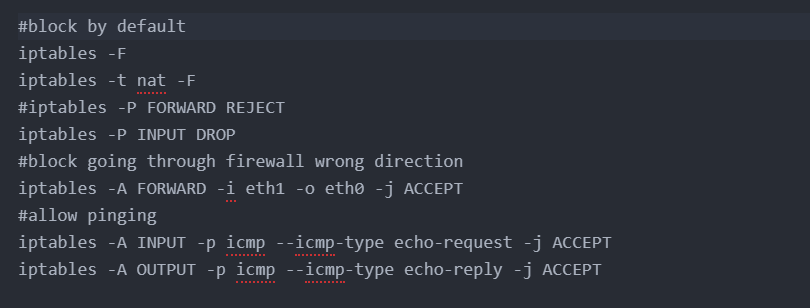 #block by default
iptables -F
iptables -t nat -F
#iptables -P FORWARD REJECT
iptables -P INPUT DROP
#block going through firewall wrong direction
iptables -A FORWARD -i eth1 -o eth0 -j ACCEPT
#allow pinging
iptables -A INPUT -p icmp --icmp-type echo-request -j ACCEPT
iptables -A OUTPUT -p icmp --icmp-type echo-reply -j ACCEPT